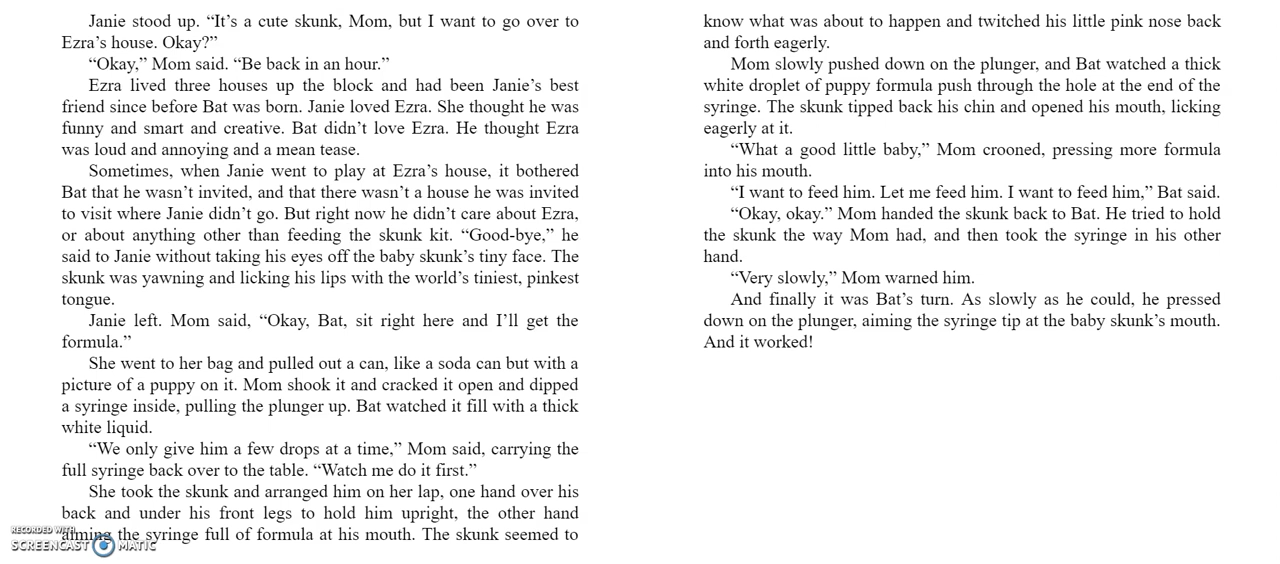 Janie stood up. “It’s a cute skunk, Mom, but I want to go over to
Ezra’s house. Okay?”
“Okay,” Mom said. “Be back in an hour.”
Ezra lived three houses up the block and had been Janie’s best
friend since before Bat was born. Janie loved Ezra. She thought he was
funny and smart and creative. Bat didn’t love Ezra. He thought Ezra
was loud and annoying and a mean tease.
Sometimes, when Janie went to play at Ezra’s house, it bothered
Bat that he wasn’t invited, and that there wasn’t a house he was invited
to visit where Janie didn’t go. But right now he didn’t care about Ezra,
or about anything other than feeding the skunk kit. “Good-bye,” he
said to Janie without taking his eyes off the baby skunk’s tiny face. The
skunk was yawning and licking his lips with the world’s tiniest, pinkest
tongue.
Janie left. Mom said, “Okay, Bat, sit right here and I’ll get the
formula.”
She went to her bag and pulled out a can, like a soda can but with a
picture of a puppy on it. Mom shook it and cracked it open and dipped
a syringe inside, pulling the plunger up. Bat watched it fill with a thick
white liquid.
“We only give him a few drops at a time,” Mom said, carrying the
full syringe back over to the table. “Watch me do it first.”
She took the skunk and arranged him on her lap, one hand over his
back and under his front legs to hold him upright, the other hand
aiming the syringe full of formula at his mouth. The skunk seemed to
know what was about to happen and twitched his little pink nose back
and forth eagerly.
Mom slowly pushed down on the plunger, and Bat watched a thick
white droplet of puppy formula push through the hole at the end of the
syringe. The skunk tipped back his chin and opened his mouth, licking
eagerly at it.
“What a good little baby,” Mom crooned, pressing more formula
into his mouth.
“I want to feed him. Let me feed him. I want to feed him,” Bat said.
“Okay, okay.” Mom handed the skunk back to Bat. He tried to hold
the skunk the way Mom had, and then took the syringe in his other
hand.
“Very slowly,” Mom warned him.
And finally it was Bat’s turn. As slowly as he could, he pressed
down on the plunger, aiming the syringe tip at the baby skunk’s mouth.
And it worked!
RECORDED WITH
SCREENCAST MATIC